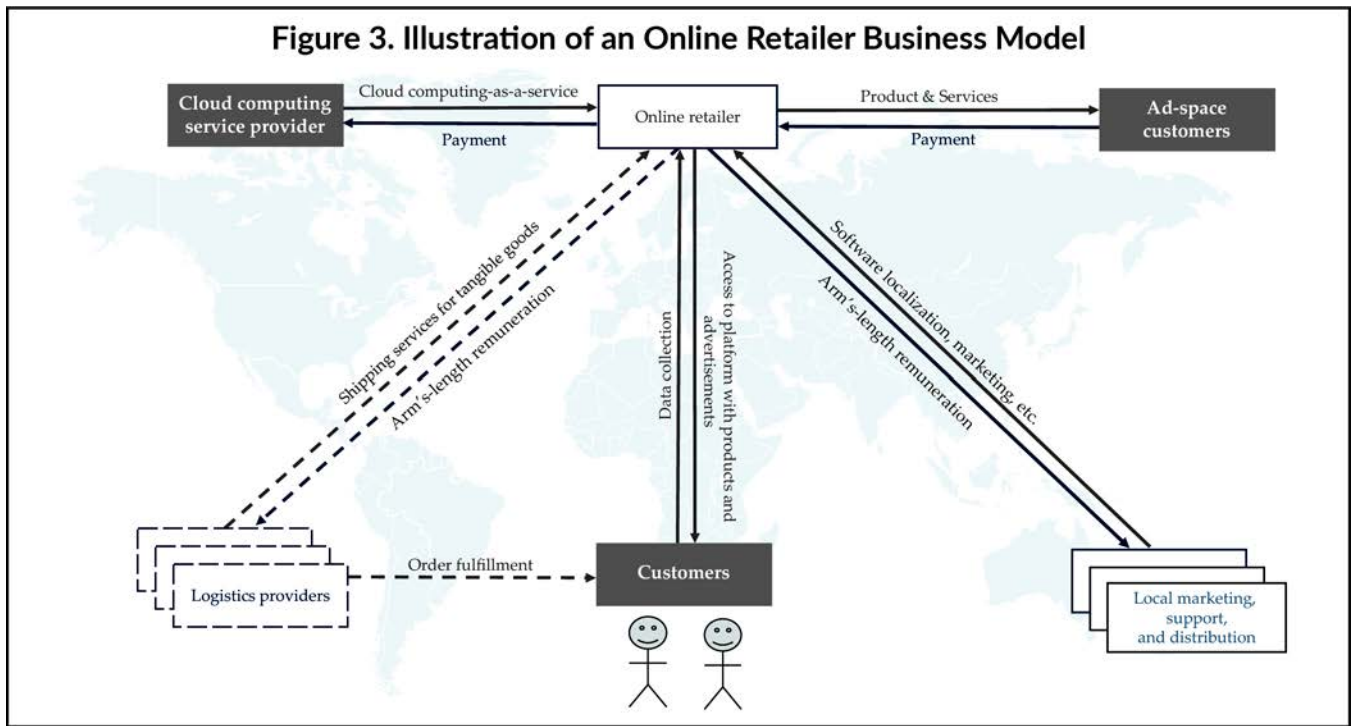 Figure 3. Illustration of an Online Retailer Business Model
Cloud computing
service provider
Cloud computing-as-a-service
Payment
Online retailer
Product & Services
Payment
Ad-space
customers
Shipping services for tangible goods
Arm's-length remuneration
Data collection
Access to platform with products and
advertisements
Software localization, marketing, etc.
Arm's-length remuneration
Logistics providers
Order fulfillment
Customers
Local marketing,
support,
and distribution